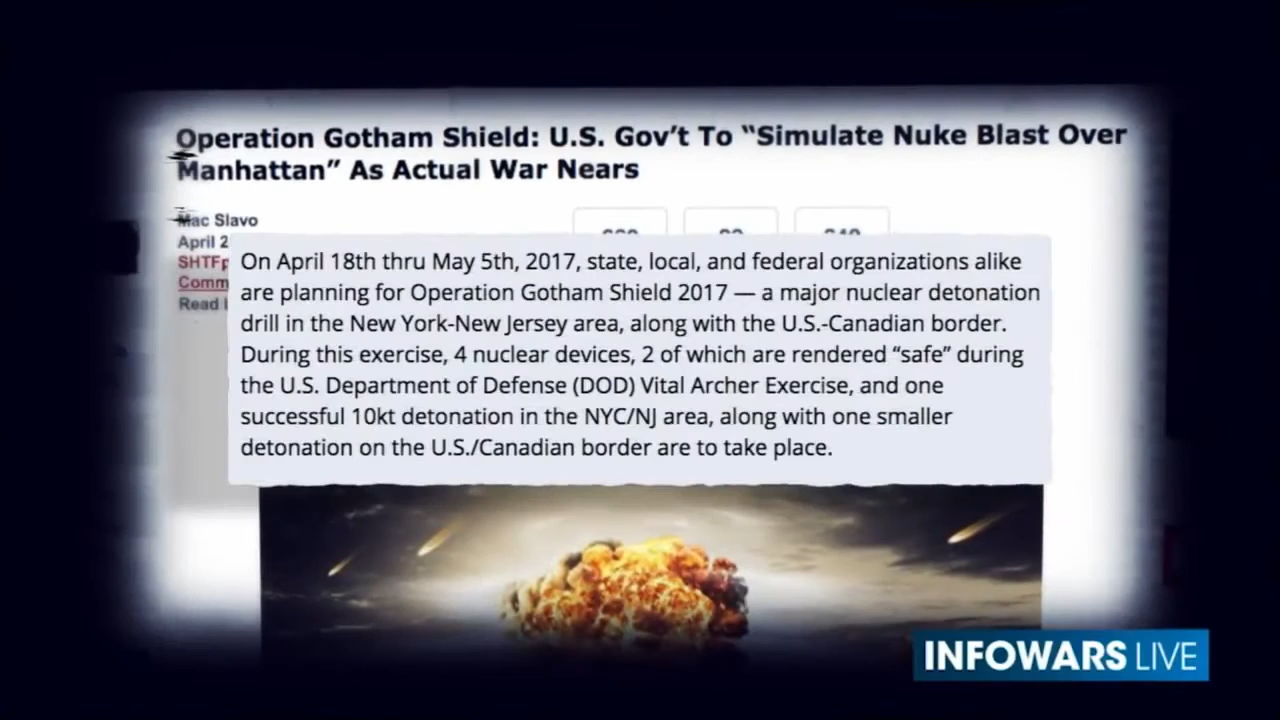 Operation Gotham Shield: U.S. Gov't To “Simulate Nuke Blast Over
Manhattan” As Actual War Nears
Mac Slavo
April 2
SHTFp
Comm
Read
On April 18th thru May 5th, 2017, state, local, and federal organizations alike
are planning for Operation Gotham Shield 2017 — a major nuclear detonation
drill in the New York-New Jersey area, along with the U.S.-Canadian border.
During this exercise, 4 nuclear devices, 2 of which are rendered “safe” during
the U.S. Department of Defense (DOD) Vital Archer Exercise, and one
successful 10kt detonation in the NYC/NJ area, along with one smaller
detonation on the U.S./Canadian border are to take place.
INFOWARS LIVE